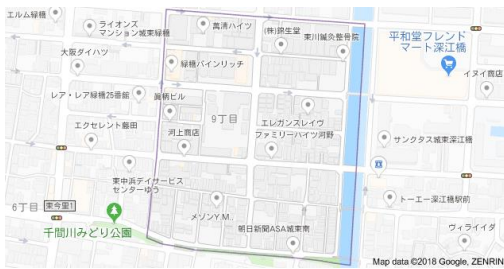 エルム緑橋
ライオンズ
マンション城東緑橋
萬清ハイツ
(株)錦生堂
東川鍼灸整骨院
平和堂フレンド
マート深江橋
イヌイ商店
大阪ダイハツ
緑橋パインリッチ
レア・レア緑橋25番館
眞柄ビル
9丁目
エレガンスレイヴ
エクセレント藤田
河上商店
ファミリーハイツ河野
サンクタス城東深江橋
東中浜デイサービス
センターゆう
6丁目
東今里1
千間川みどり公園
メゾンY.M.
朝日新聞ASA城東南
トーエー深江橋駅前
ヴィライイダ
Map data ©2018 Google, ZENRIN